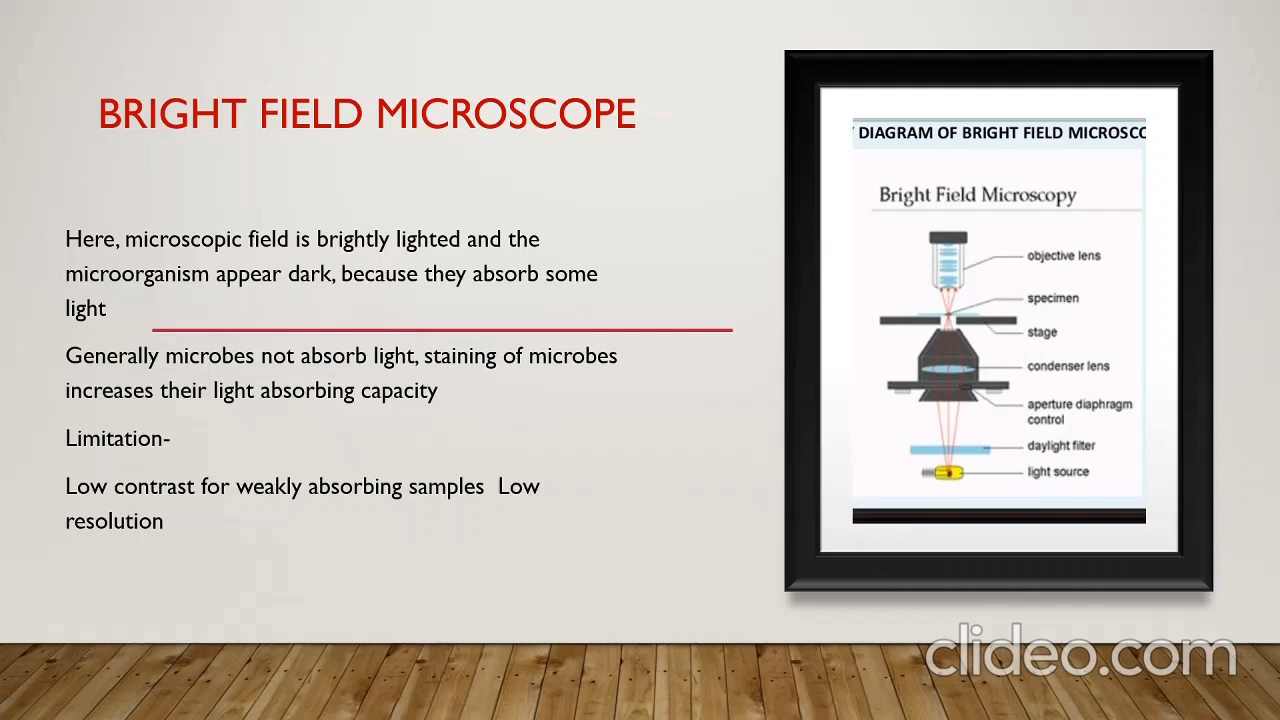 BRIGHT FIELD MICROSCOPE
Here, microscopic field is brightly lighted and the
microorganism appear dark, because they absorb some
light
Generally microbes not absorb light, staining of microbes
increases their light absorbing capacity
Limitation-
Low contrast for weakly absorbing samples  Low
resolution
DIAGRAM OF BRIGHT FIELD MICROSC
Bright Field Microscopy
objective lens
specimen
stage
condenser lens
aperture diaphragm
control
daylight filter
light source
clideo.com